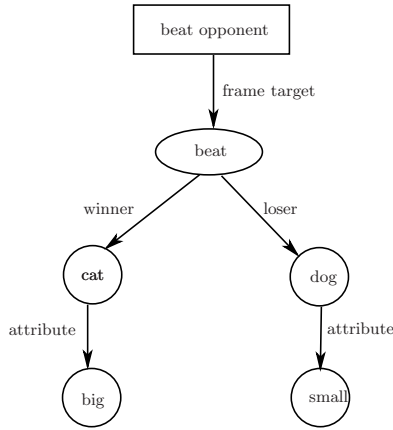 beat opponent
frame target
beat
winner
loser
cat
dog
attribute
attribute
big
small